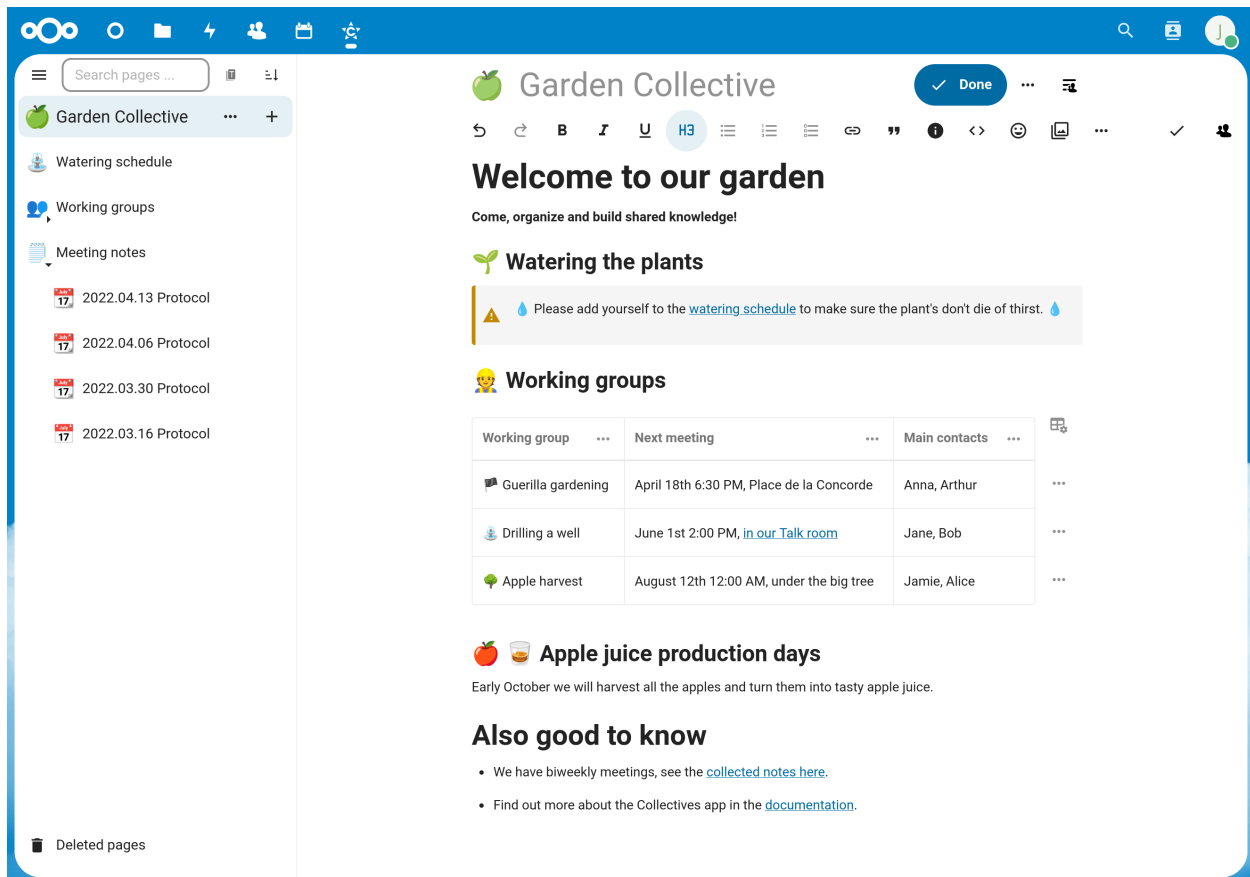 J
Search pages ...
Garden Collective
Watering schedule
Working groups
Meeting notes
2022.04.13 Protocol
2022.04.06 Protocol
2022.03.30 Protocol
2022.03.16 Protocol
Deleted pages
Garden Collective
Done
B I U H3
Welcome to our garden
Come, organize and build shared knowledge!
🌱 Watering the plants
💧 Please add yourself to the watering schedule to make sure the plant's don't die of thirst. 💧
👷 Working groups
Working group Next meeting Main contacts
🏴 Guerilla gardening April 18th 6:30 PM, Place de la Concorde Anna, Arthur
⛲ Drilling a well June 1st 2:00 PM, in our Talk room Jane, Bob
🌳 Apple harvest August 12th 12:00 AM, under the big tree Jamie, Alice
🍎 🥃 Apple juice production days
Early October we will harvest all the apples and turn them into tasty apple juice.
Also good to know
• We have biweekly meetings, see the collected notes here.
• Find out more about the Collectives app in the documentation.